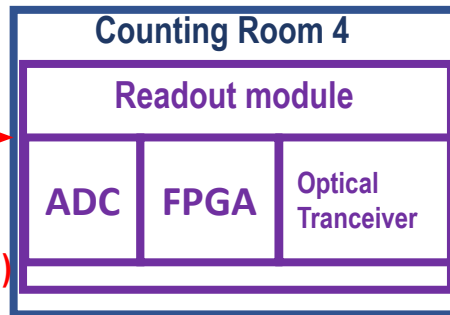 Counting Room 4
Readout module
ADC FPGA Optical
Tranceiver
)